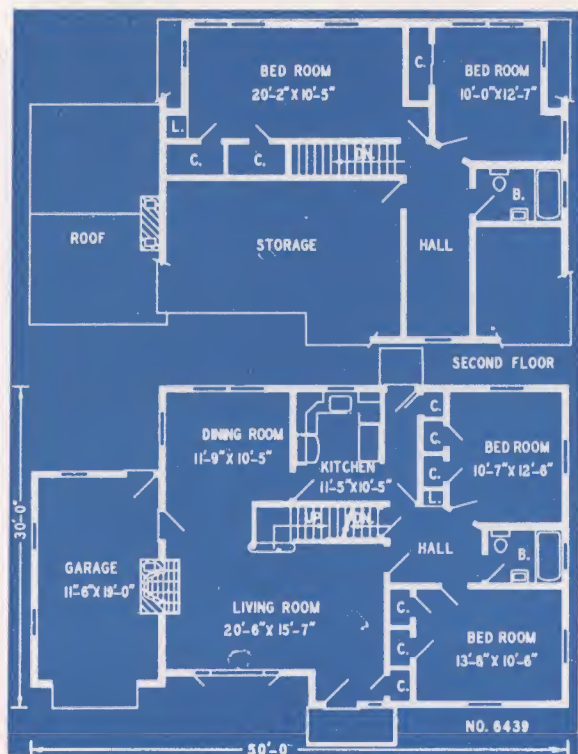 BED ROOM
20'-2" X 10'-5"
C.
BED ROOM
10'-0" X 12'-7"
L.
C.
C.
DN.
B.
ROOF
STORAGE
HALL
SECOND FLOOR
DINING ROOM
11'-9" X 10'-5"
KITCHEN
11'-5" X 10'-5"
C.
C.
C.
L.
BED ROOM
10'-7" X 12'-6"
30'-0"
UP.
DN.
HALL
B.
GARAGE
11'-6" X 19'-0"
LIVING ROOM
20'-6" X 15'-7"
C.
C.
C.
BED ROOM
13'-8" X 10'-6"
NO. 6439
50'-0"